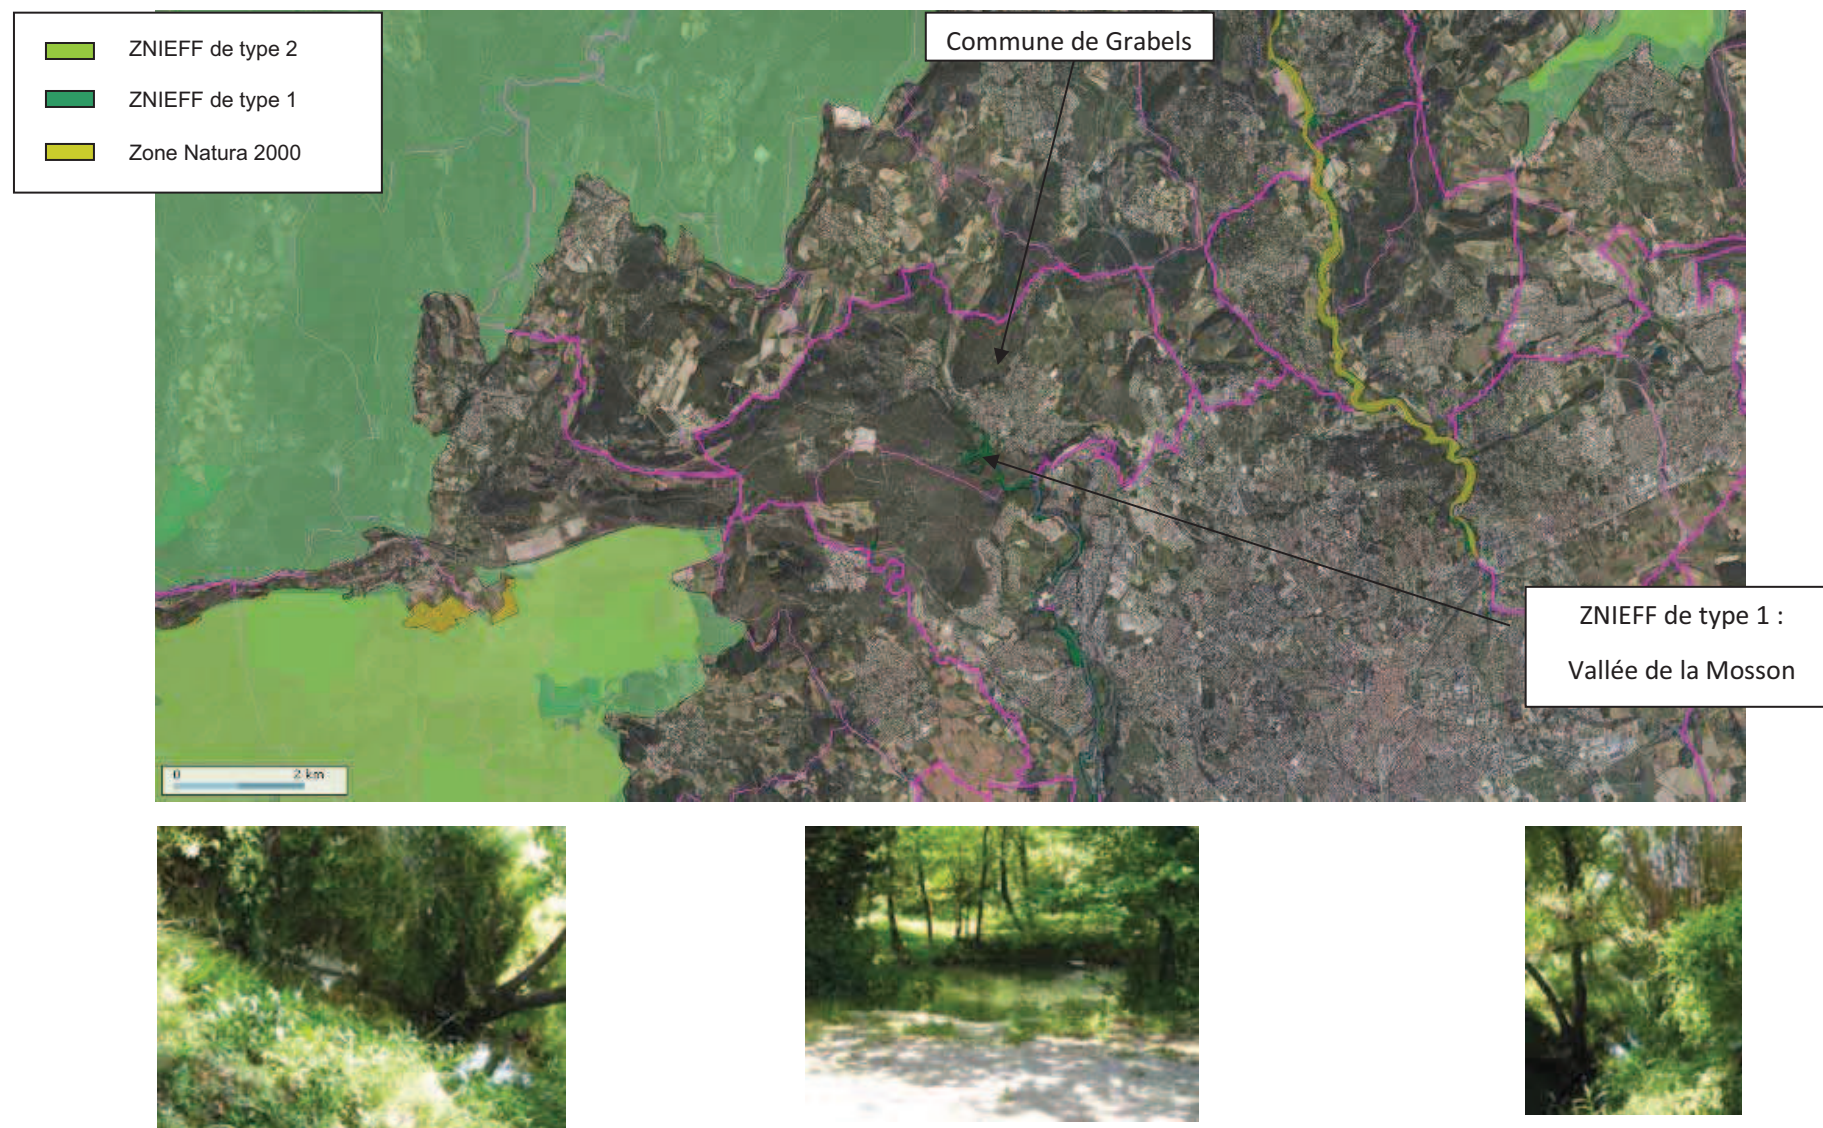 ZNIEFF de type 2
ZNIEFF de type 1
Zone Natura 2000
Commune de Grabels
ZNIEFF de type 1 :
Vallée de la Mosson
0 2 km